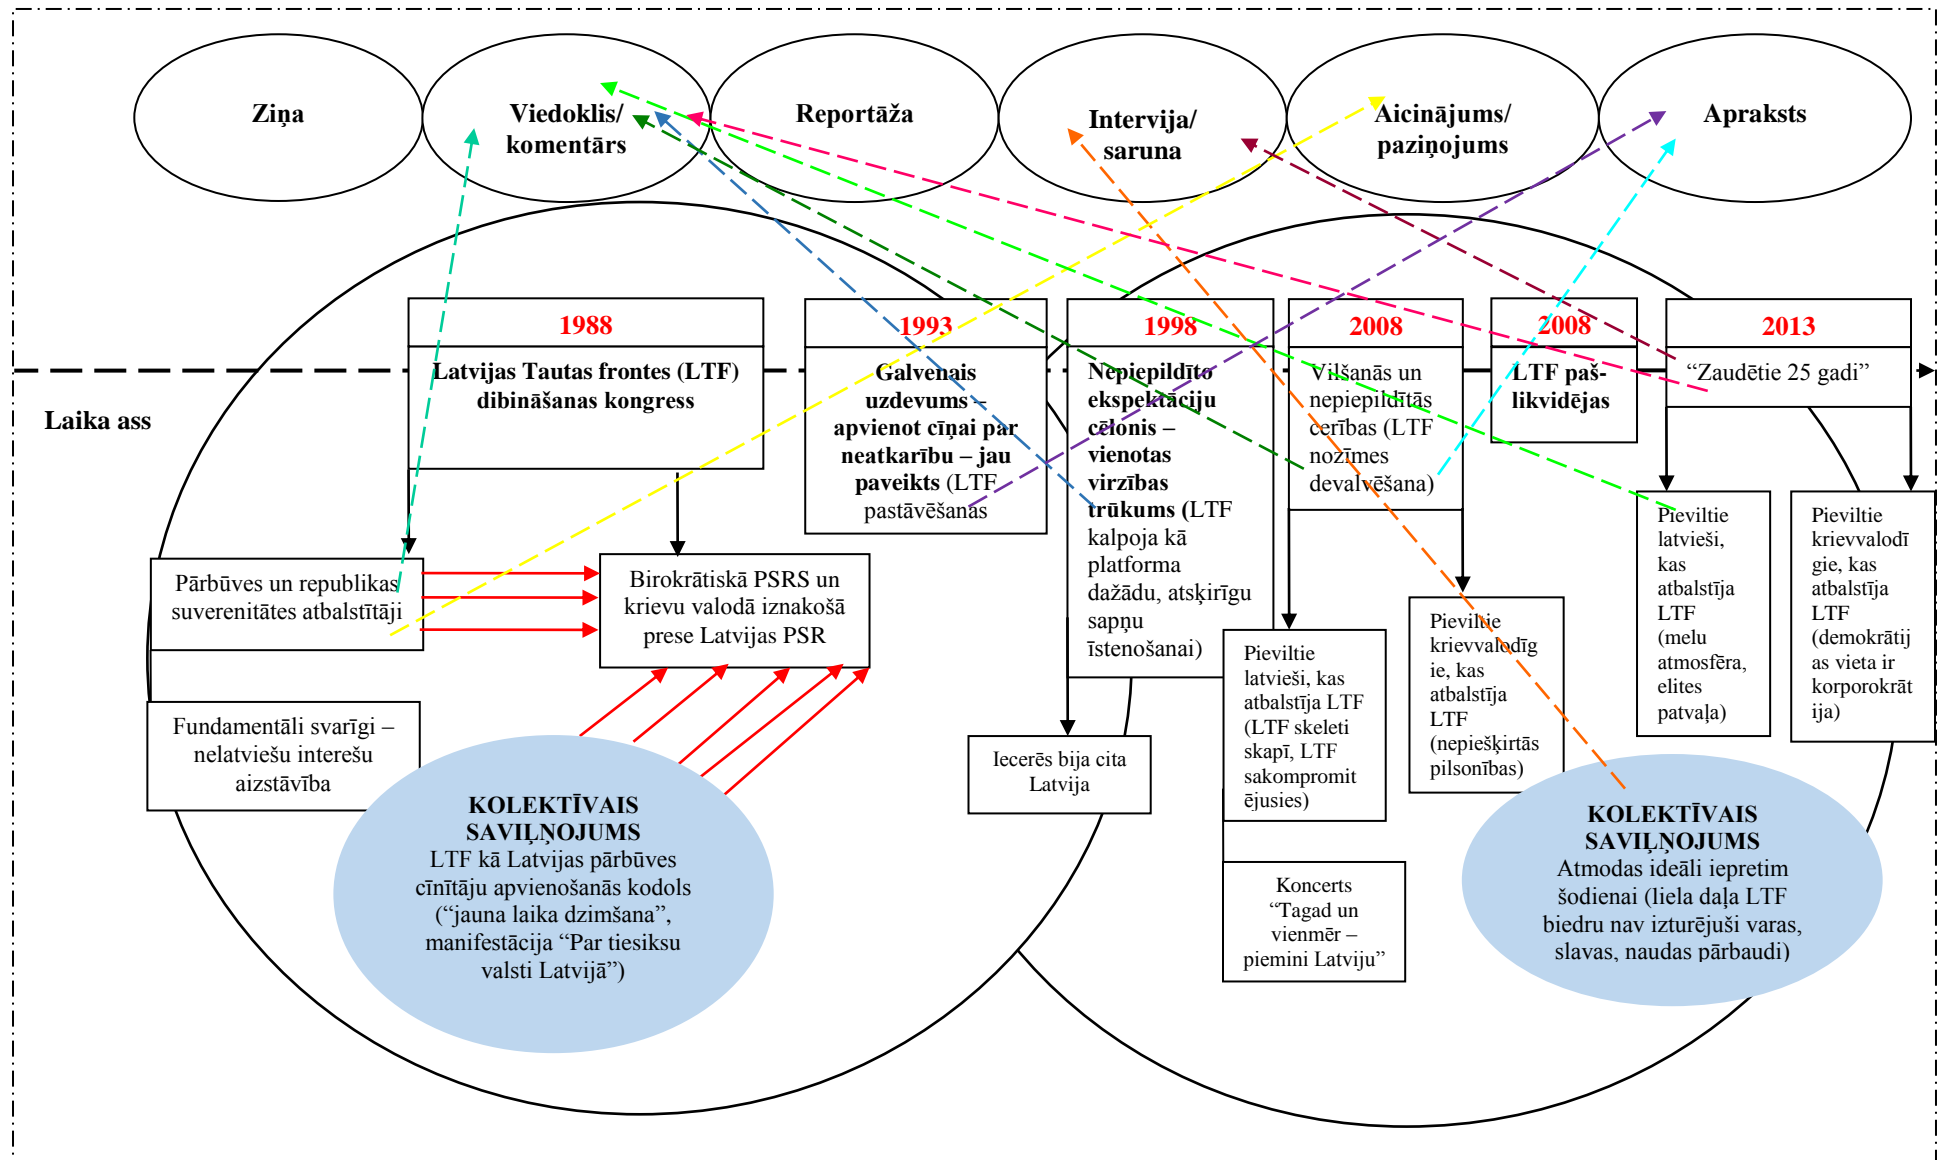 Ziņa
Viedoklis/
komentārs
Reportāža
Intervija/
saruna
Aicinājums/
paziņojums
Apraksts
Laika ass
1988
Latvijas Tautas frontes (LTF)
dibināšanas kongress
1993
Galvenais
uzdevums –
apvienot cīņai par
neatkarību – jau
paveikts (LTF
pastāvēšanas
1998
Nepiepildīto
ekspektāciju
cēlonis –
vienotas
virzības
trūkums (LTF
kalpoja kā
platforma
dažādu, atšķirīgu
sapņu
īstenošanai)
2008
Vilšanās un
nepiepildītās
cerības (LTF
nozīmes
devalvēšana)
2008
LTF paš-
likvidējas
2013
“Zaudētie 25 gadi”
Pārbūves un republikas
suverenitātes atbalstītāji
Birokrātiskā PSRS un
krievu valodā iznakošā
prese Latvijas PSR
Fundamentāli svarīgi –
nelatviešu interešu
aizstāvība
KOLEKTĪVAIS
SAVIĻŅOJUMS
LTF kā Latvijas pārbūves
cīnītāju apvienošanās kodols
(“jauna laika dzimšana”,
manifestācija “Par tiesisku
valsti Latvijā”)
Iecerēs bija cita
Latvija
Pieviltie
latvieši, kas
atbalstīja LTF
(LTF skeleti
skapī, LTF
sakompromit
ējusies)
Koncerts
“Tagad un
vienmēr –
piemini Latviju”
Pieviltie
krievvalodīg
ie, kas
atbalstīja
LTF
(nepiešķirtās
pilsonības)
Pieviltie
latvieši,
kas
atbalstīja
LTF
(melu
atmosfēra,
elites
patvaļa)
Pieviltie
krievvalodī
gie, kas
atbalstīja
LTF
(demokrātij
as vieta ir
korporokrāt
ija)
KOLEKTĪVAIS
SAVIĻŅOJUMS
Atmodas ideāli iepretim
šodienai (liela daļa LTF
biedru nav izturējuši varas,
slavas, naudas pārbaudi)